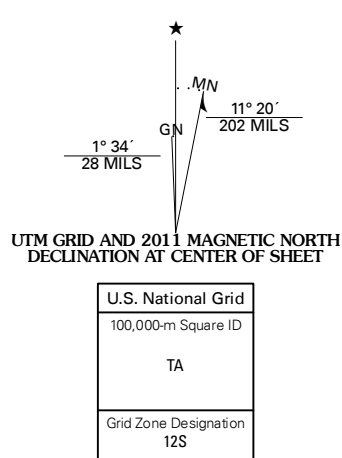 ★
MN
11° 20´
202 MILS
GN
1° 34´
28 MILS
UTM GRID AND 2011 MAGNETIC NORTH
DECLINATION AT CENTER OF SHEET
U.S. National Grid
100,000-m Square ID
TA
Grid Zone Designation
12S